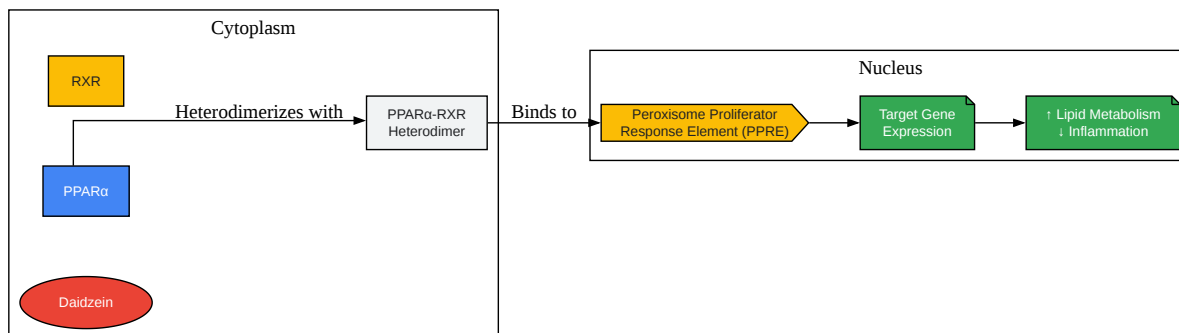 Cytoplasm
RXR
Heterodimerizes with
PPARα-RXR
Heterodimer
PPARα
Daidzein
Binds to
Nucleus
Peroxisome Proliferator
Response Element (PPRE)
Target Gene
Expression
↑ Lipid Metabolism
↓ Inflammation